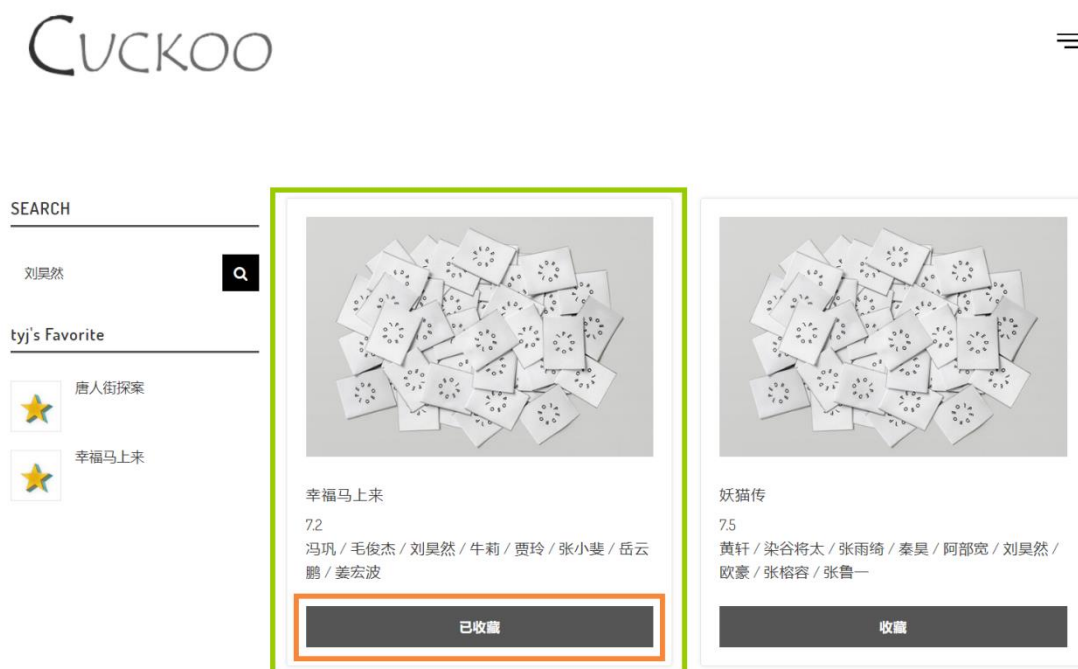 CUCKOO
SEARCH
刘昊然
tyj's Favorite
唐人街探案
幸福马上来
幸福马上来
7.2
冯巩 / 毛俊杰 / 刘昊然 / 牛莉 / 贾玲 / 张小斐 / 岳云
鹏 / 姜宏波
已收藏
妖猫传
7.5
黄轩 / 染谷将太 / 张雨绮 / 秦昊 / 阿部宽 / 刘昊然 /
欧豪 / 张榕容 / 张鲁一
收藏